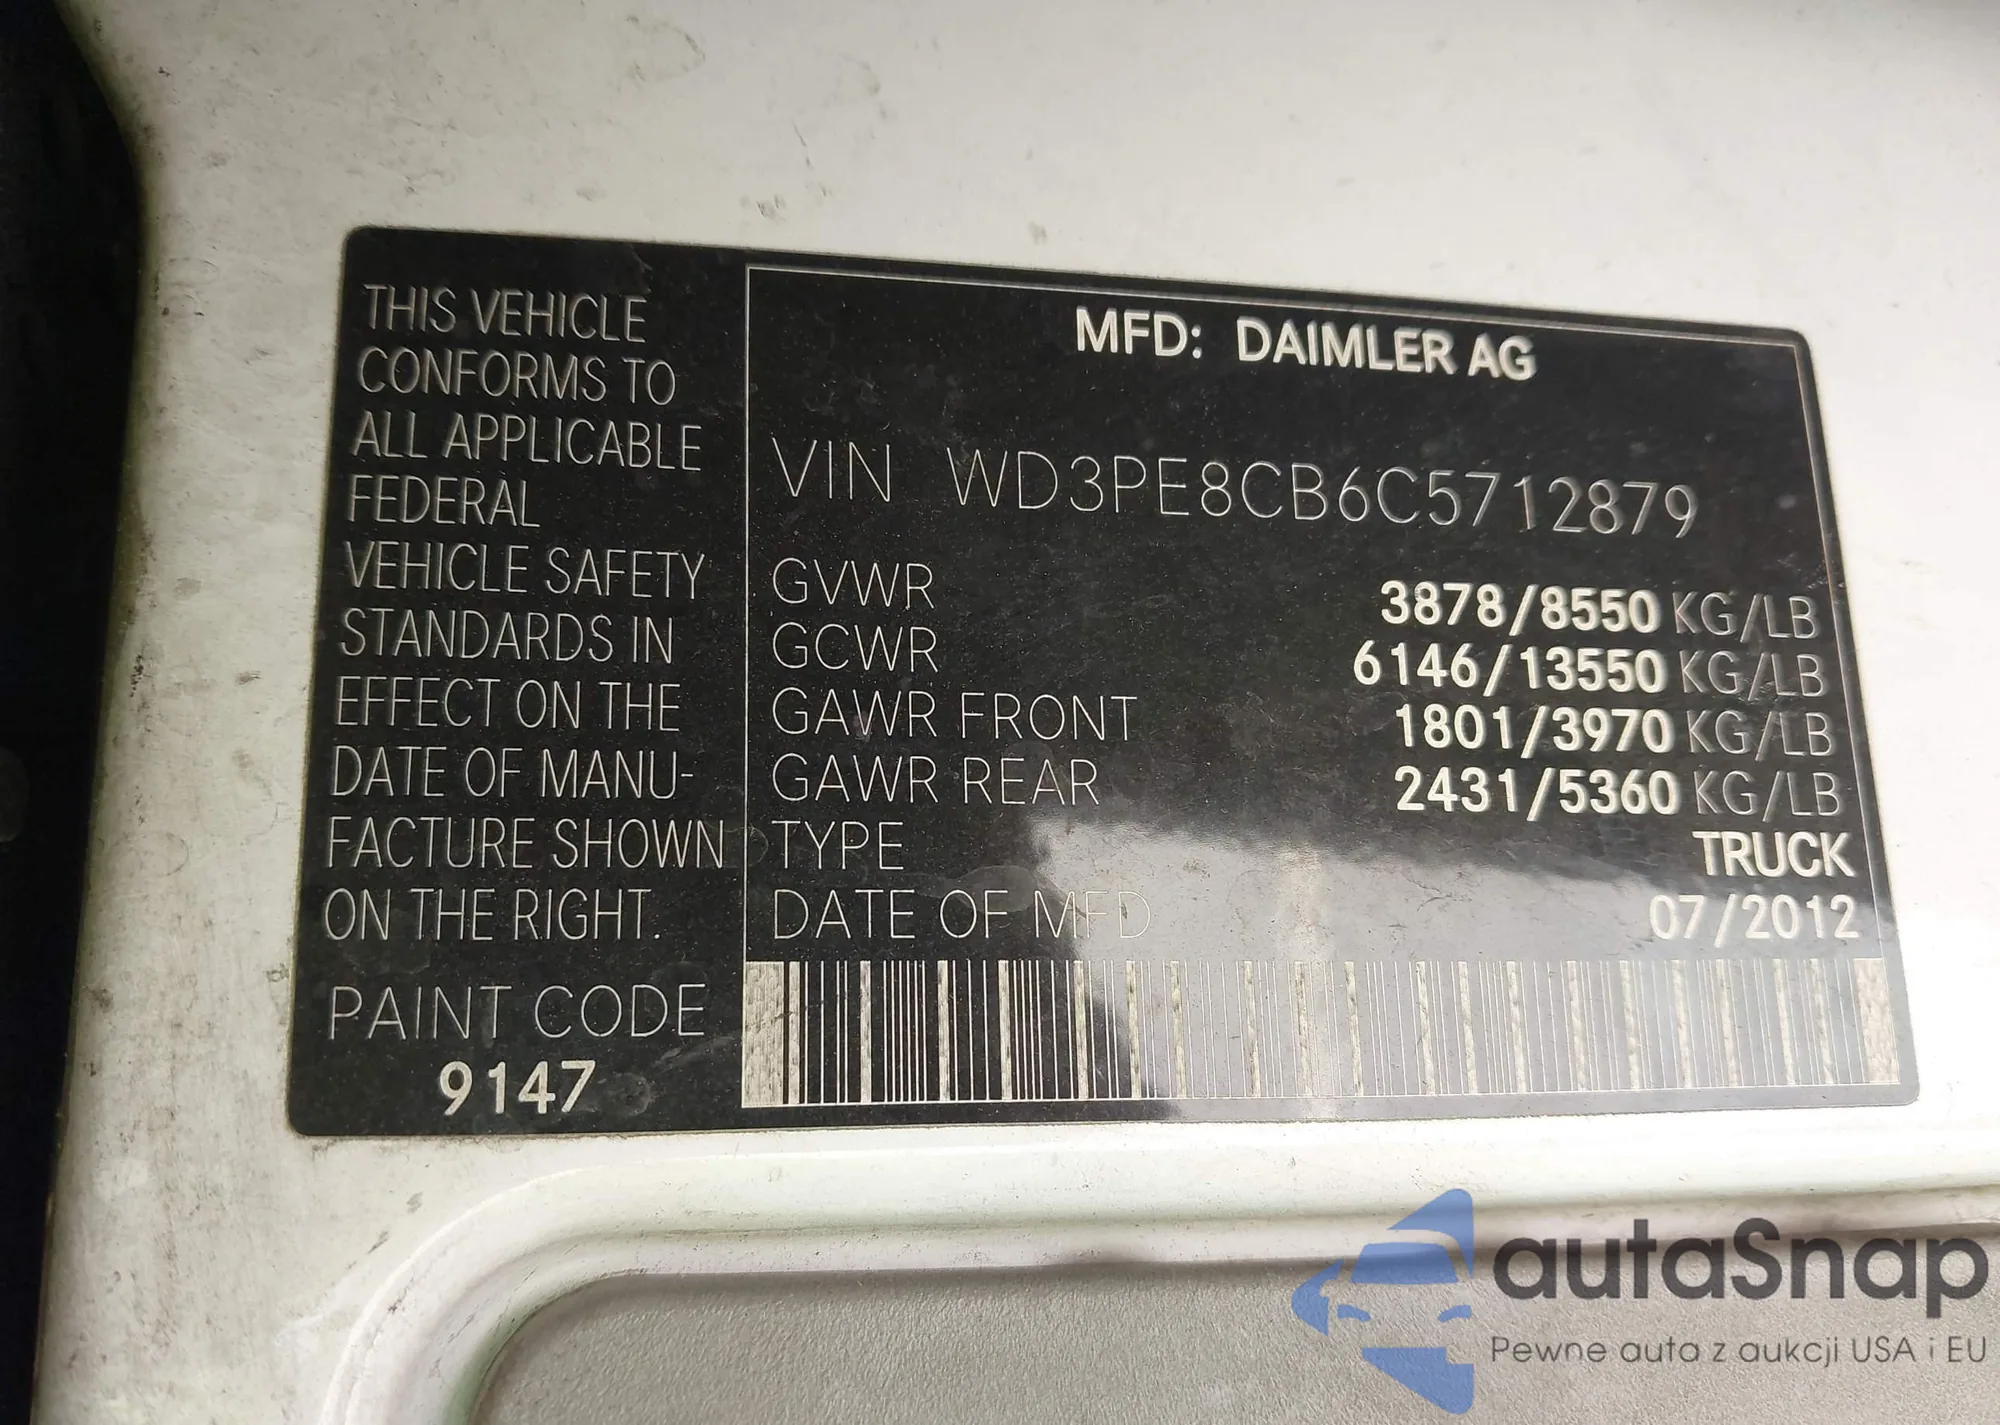 THIS VEHICLE
CONFORMS TO
ALL APPLICABLE
FEDERAL
VEHICLE SAFETY
STANDARDS IN
EFFECT ON THE
DATE OF MANU-
FACTURE SHOWN
ON THE RIGHT.
PAINT CODE
9147
MFD: DAIMLER AG
VIN WD3PE8CB6C5712879
GVWR 3878/8550 KG/LB
GCWR 6146/13550 KG/LB
GAWR FRONT 1801/3970 KG/LB
GAWR REAR 2431/5360 KG/LB
TYPE TRUCK
DATE OF MFD 07/2012
autaSnap
Pewne auta z aukcji USA i EU